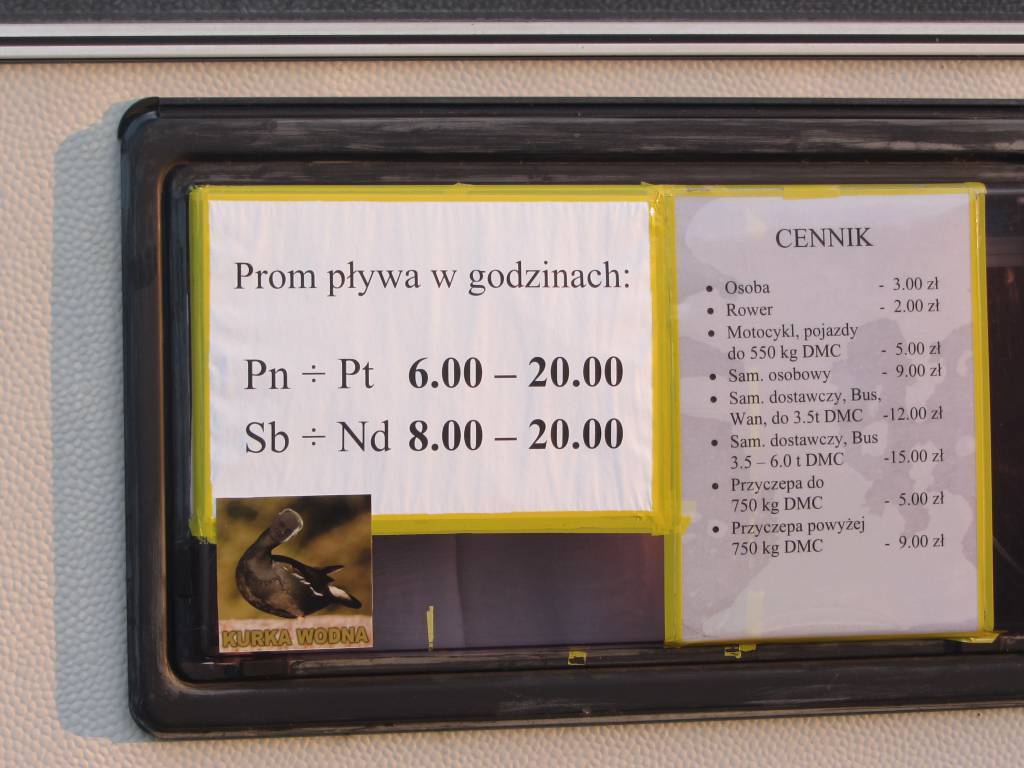 Prom pływa w godzinach:
Pn ÷ Pt 6.00 – 20.00
Sb ÷ Nd 8.00 – 20.00
KURKA WODNA
CENNIK
• Osoba - 3.00 zł
• Rower - 2.00 zł
• Motocykl, pojazdy
do 550 kg DMC - 5.00 zł
• Sam. osobowy - 9.00 zł
• Sam. dostawczy, Bus,
Wan, do 3.5t DMC -12.00 zł
• Sam. dostawczy, Bus
3.5 – 6.0 t DMC -15.00 zł
• Przyczepa do
750 kg DMC - 5.00 zł
• Przyczepa powyżej
750 kg DMC - 9.00 zł